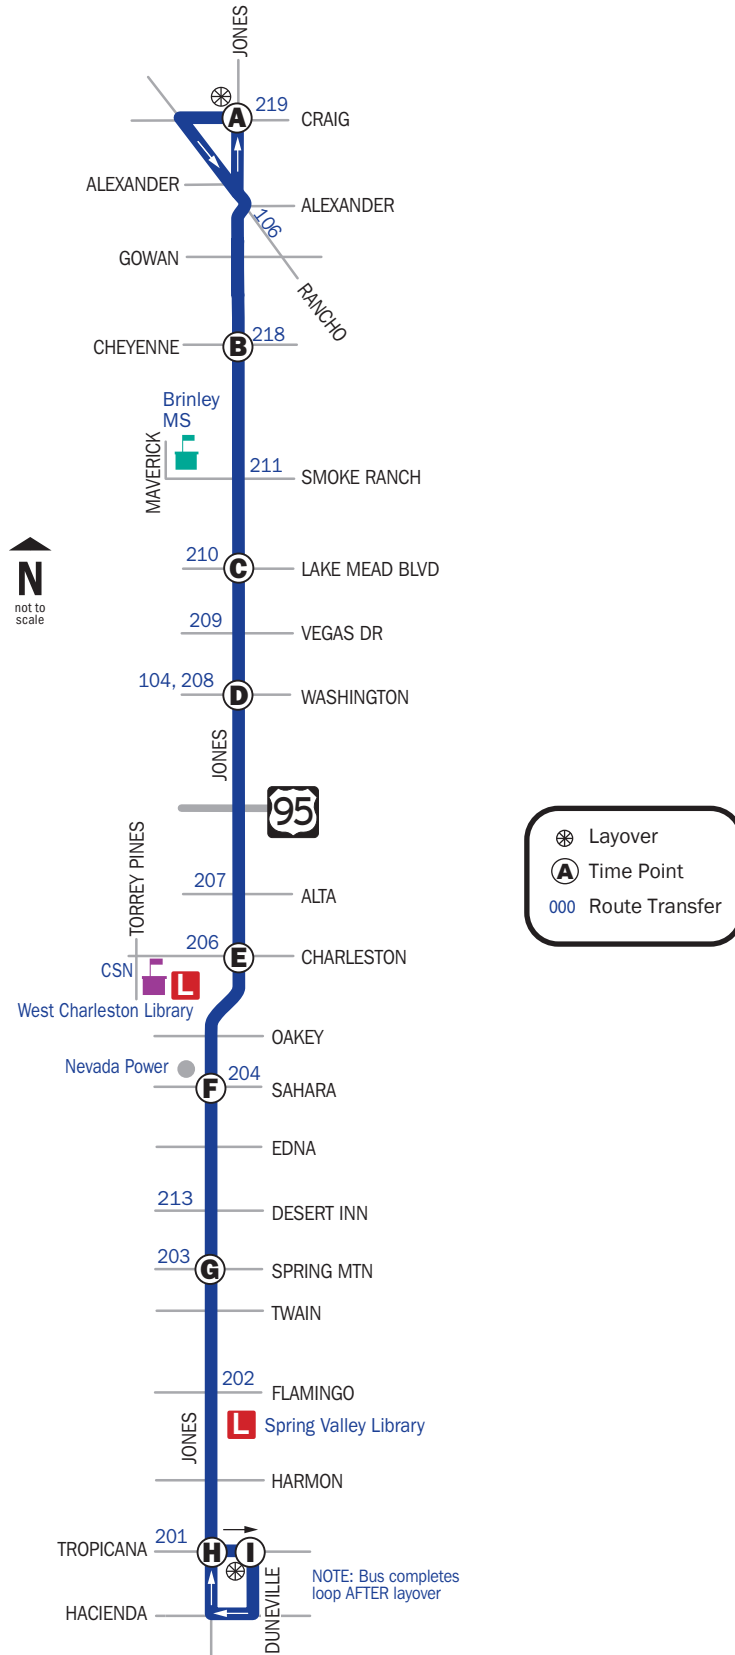 JONES
219
A
CRAIG
ALEXANDER
ALEXANDER
106
GOWAN
RANCHO
CHEYENNE
B
218
Brinley
MS
MAVERICK
211
SMOKE RANCH
N
not to
scale
210
C
LAKE MEAD BLVD
209
VEGAS DR
104, 208
D
WASHINGTON
JONES
95
Layover
A Time Point
000 Route Transfer
TORREY PINES
207
ALTA
206
E
CHARLESTON
CSN
L
West Charleston Library
OAKEY
Nevada Power
204
F
SAHARA
EDNA
213
DESERT INN
203
G
SPRING MTN
TWAIN
202
FLAMINGO
JONES
L Spring Valley Library
HARMON
TROPICANA
201
H
I
HACIENDA
DUNEVILLE
NOTE: Bus completes
loop AFTER layover